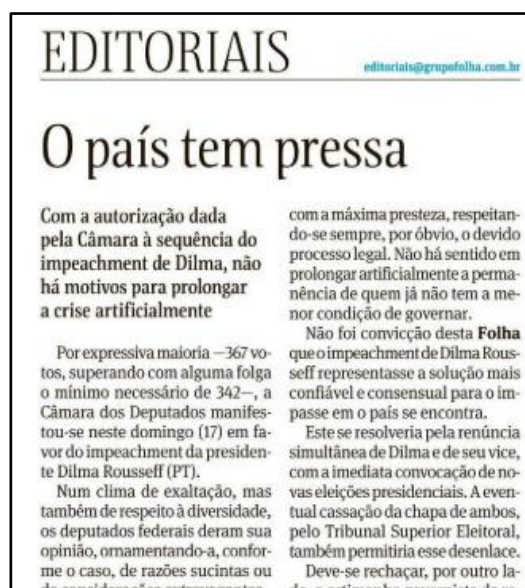 EDITORIAIS
editoriais@grupofolha.com.br
O país tem pressa
Com a autorização dada
pela Câmara à sequência do
impeachment de Dilma, não
há motivos para prolongar
a crise artificialmente
Por expressiva maioria —367 vo-
tos, superando com alguma folga
o mínimo necessário de 342—, a
Câmara dos Deputados manifes-
tou-se neste domingo (17) em fa-
vor do impeachment da presiden-
te Dilma Rousseff (PT).
Num clima de exaltação, mas
também de respeito à diversidade,
os deputados federais deram sua
opinião, ornamentando-a, confor-
me o caso, de razões sucintas ou
com a máxima presteza, respeitan-
do-se sempre, por óbvio, o devido
processo legal. Não há sentido em
prolongar artificialmente a perma-
nência de quem já não tem a me-
nor condição de governar.
Não foi convicção desta Folha
que o impeachment de Dilma Rous-
seff representasse a solução mais
confiável e consensual para o im-
passe em o país se encontra.
Este se resolveria pela renúncia
simultânea de Dilma e de seu vice,
com a imediata convocação de no-
vas eleições presidenciais. A even-
tual cassação da chapa de ambos,
pelo Tribunal Superior Eleitoral,
também permitiria esse desenlace.
Deve-se rechaçar, por outro la-